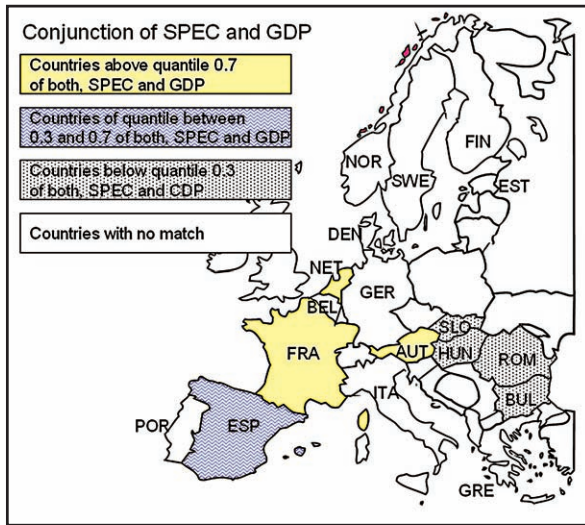 Conjunction of SPEC and GDP
Countries above quantile 0.7
of both, SPEC and GDP
Countries of quantile between
0.3 and 0.7 of both, SPEC and GDP
Countries below quantile 0.3
of both, SPEC and CDP
Countries with no match
NOR
FIN
SWE
EST
DEN
NET
GER
BEL
SLO
FRA
AUT
HUN
ROM
ITA
BUL
POR
ESP
GRE